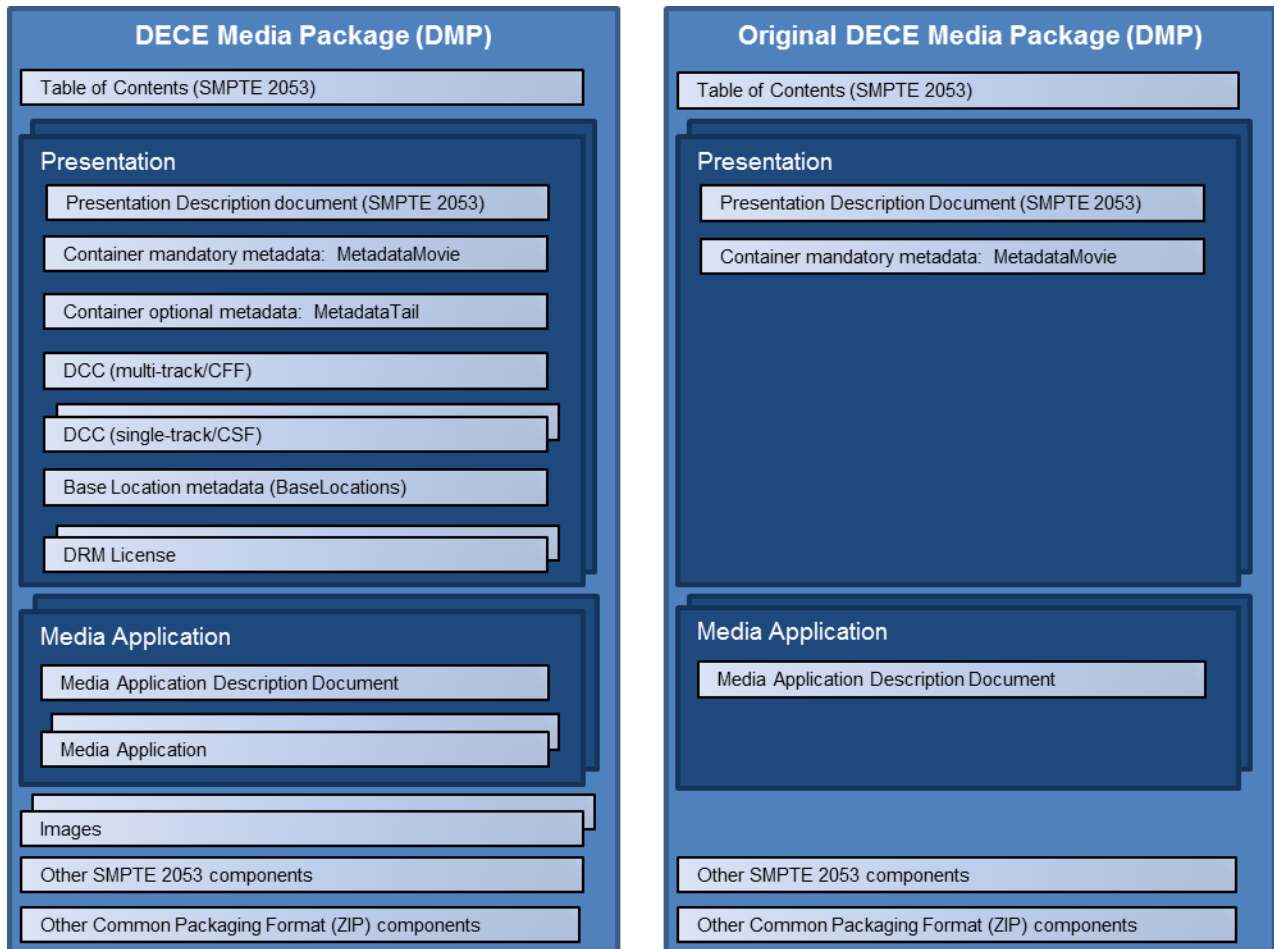 DECE Media Package (DMP)
Table of Contents (SMPTE 2053)
Presentation
Presentation Description document (SMPTE 2053)
Container mandatory metadata: MetadataMovie
Container optional metadata: MetadataTail
DCC (multi-track/CFF)
DCC (single-track/CSF)
Base Location metadata (BaseLocations)
DRM License
Media Application
Media Application Description Document
Media Application
Images
Other SMPTE 2053 components
Other Common Packaging Format (ZIP) components
Original DECE Media Package (DMP)
Table of Contents (SMPTE 2053)
Presentation
Presentation Description Document (SMPTE 2053)
Container mandatory metadata: MetadataMovie
Media Application
Media Application Description Document
Other SMPTE 2053 components
Other Common Packaging Format (ZIP) components